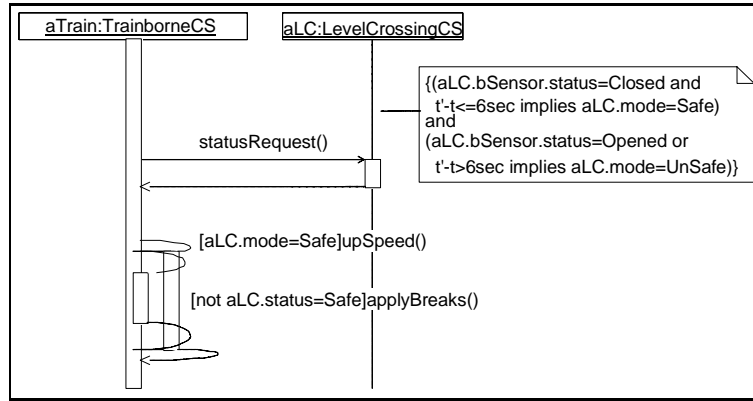 aTrain:TrainborneCS
aLC:LevelCrossingCS
{(aLC.bSensor.status=Closed and
t'-t<=6sec implies aLC.mode=Safe)
and
(aLC.bSensor.status=Opened or
t'-t>6sec implies aLC.mode=UnSafe)}
statusRequest()
[aLC.mode=Safe]upSpeed()
[not aLC.status=Safe]applyBreaks()